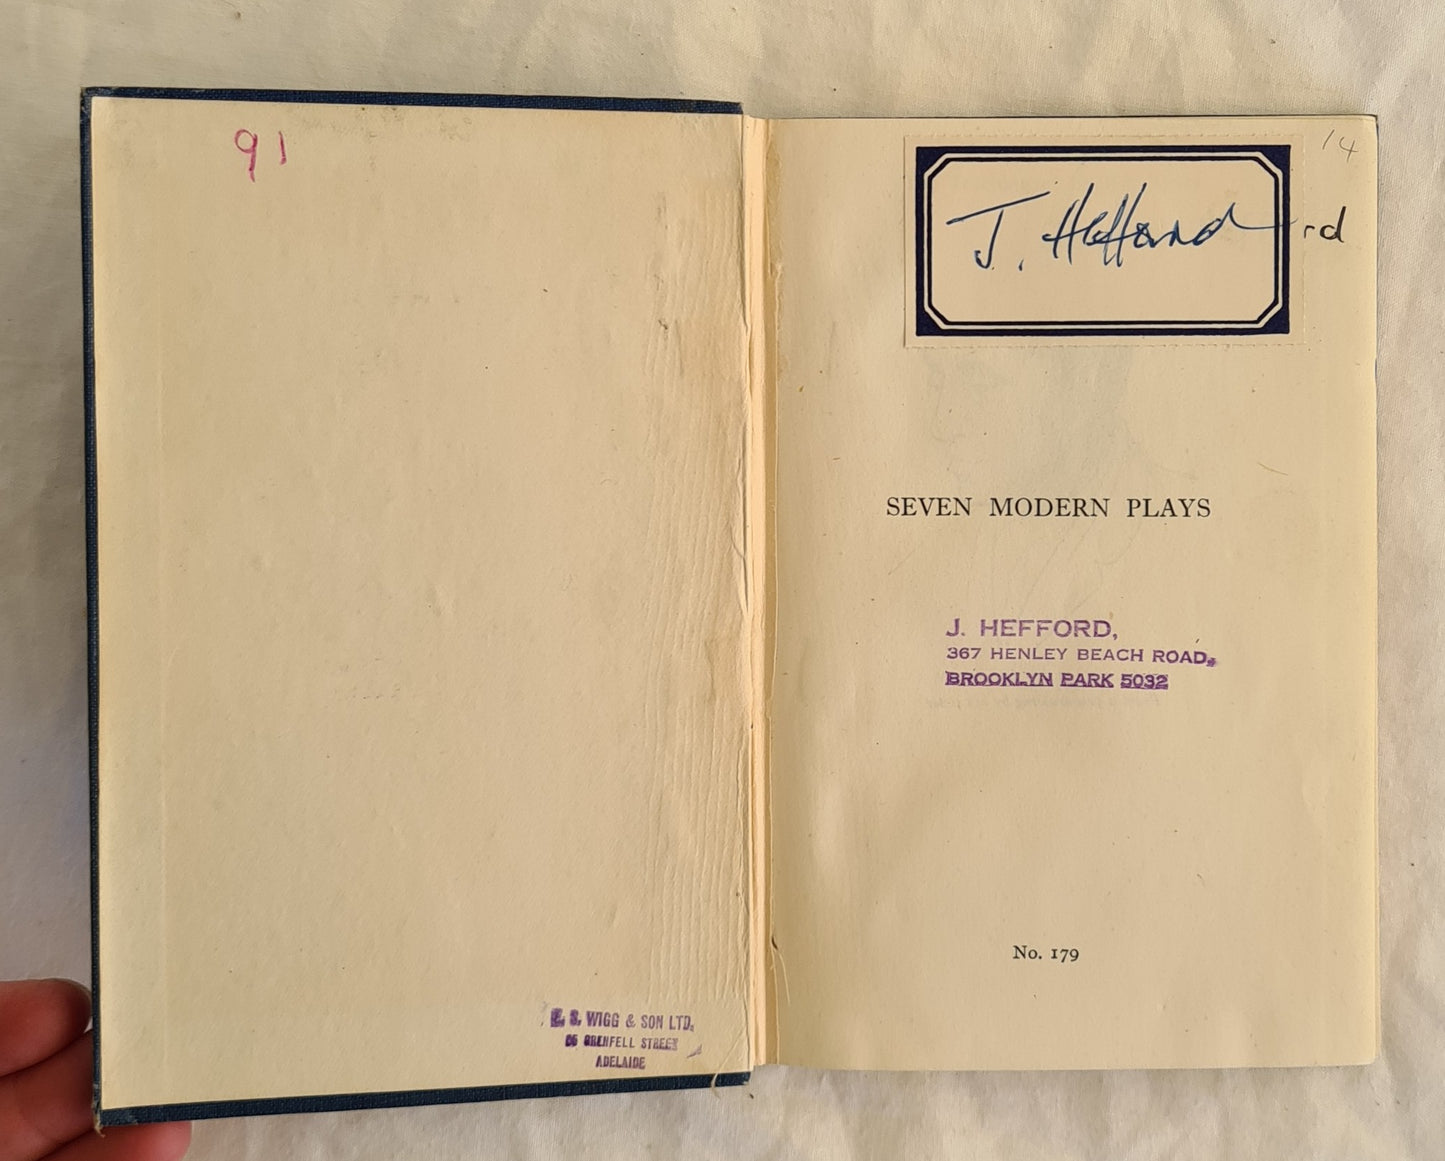 91
E. S. WIGG & SON LTD.
GRENFELL STREET
ADELAIDE
14
J. Hefford
rd
SEVEN MODERN PLAYS
J. HEFFORD,
367 HENLEY BEACH ROAD,
BROOKLYN PARK 5032
No. 179